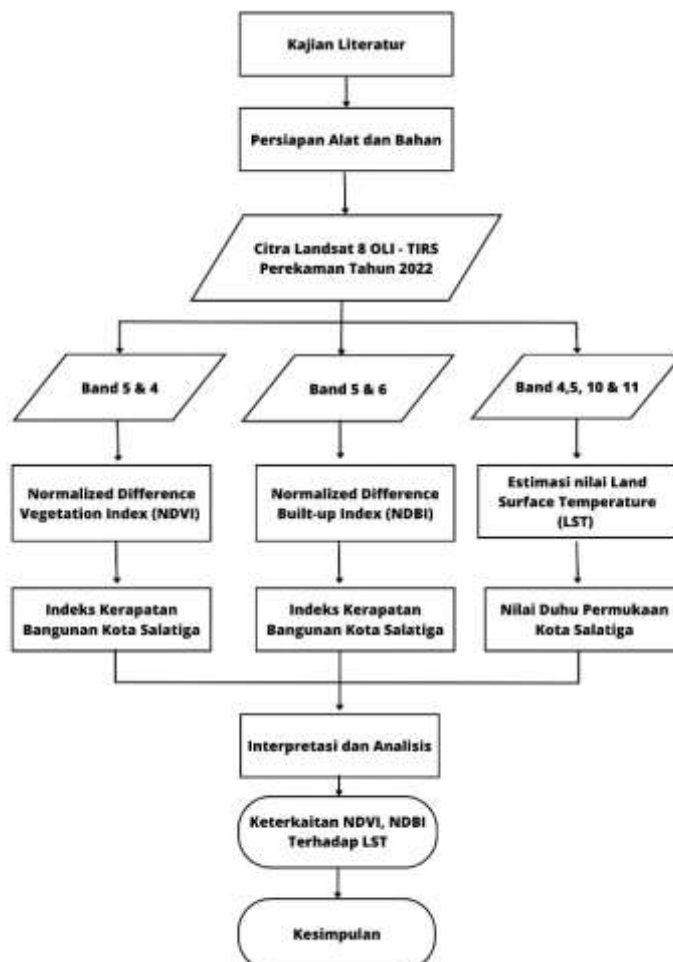 Kajian Literatur
Persiapan Alat dan Bahan
Citra Landsat 8 OLI - TIRS
Perekaman Tahun 2022
Band 5 & 4
Band 5 & 6
Band 4,5, 10 & 11
Normalized Difference
Vegetation Index (NDVI)
Normalized Difference
Built-up Index (NDBI)
Estimasi nilai Land
Surface Temperature
(LST)
Indeks Kerapatan
Bangunan Kota Salatiga
Indeks Kerapatan
Bangunan Kota Salatiga
Nilai Duhu Permukaan
Kota Salatiga
Interpretasi dan Analisis
Keterkaitan NDVI, NDBI
Terhadap LST
Kesimpulan